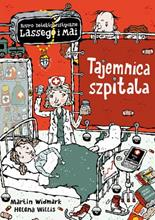 Biuro Detektywistyczne
Lassego i Mai
Tajemnica
szpitala
Martin Widmark
Helena Willis